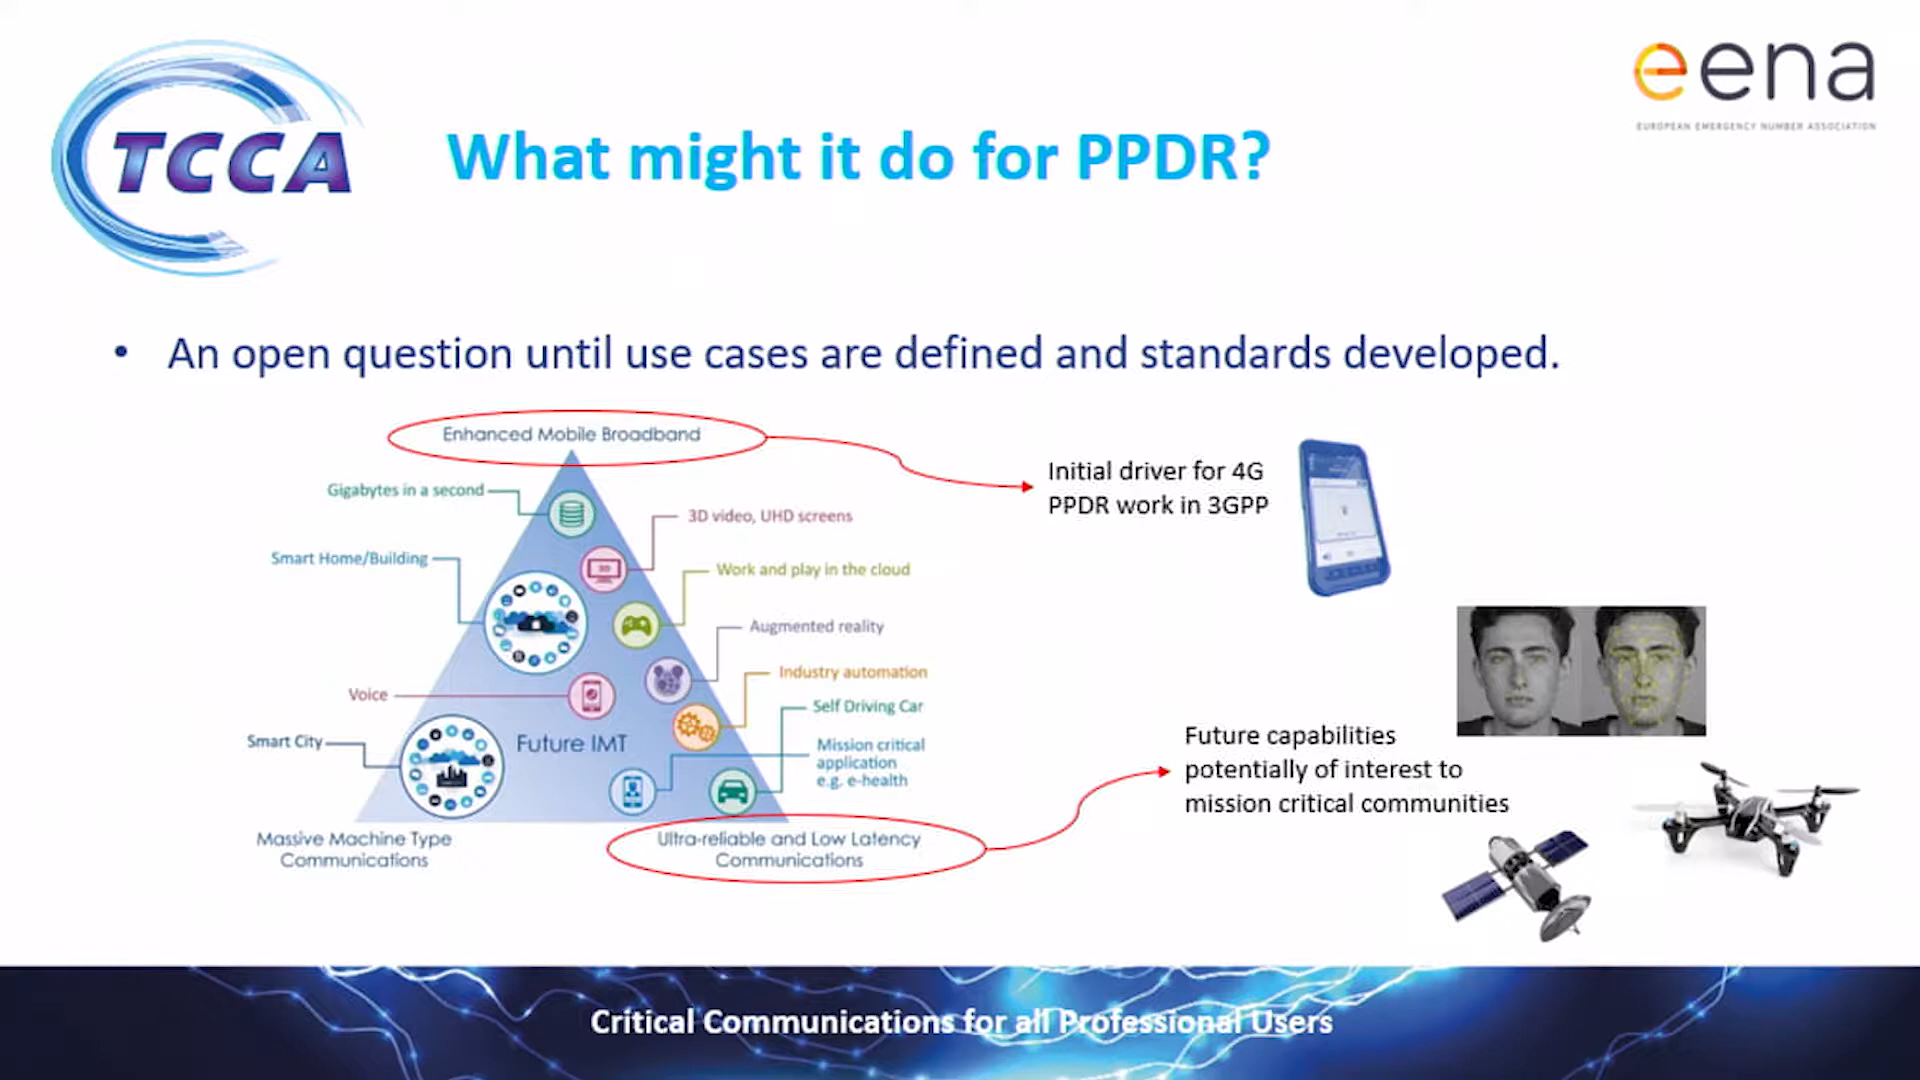 TCCA
eena
EUROPEAN EMERGENCY NUMBER ASSOCIATION
What might it do for PPDR?
• An open question until use cases are defined and standards developed.
Enhanced Mobile Broadband
Gigabytes in a second
3D video, UHD screens
Smart Home/Building
Work and play in the cloud
Augmented reality
Industry automation
Voice
Self Driving Car
Smart City
Future IMT
Mission critical
application
e.g. e-health
Massive Machine Type
Communications
Ultra-reliable and Low Latency
Communications
Initial driver for 4G
PPDR work in 3GPP
Future capabilities
potentially of interest to
mission critical communities
Critical Communications for all Professional Users